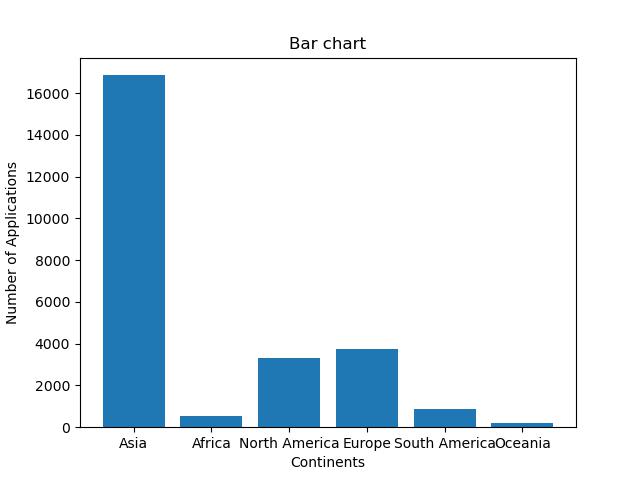 Bar chart
Number of Applications
16000
14000
12000
10000
8000
6000
4000
2000
0
Asia Africa North America Europe South America Oceania
Continents